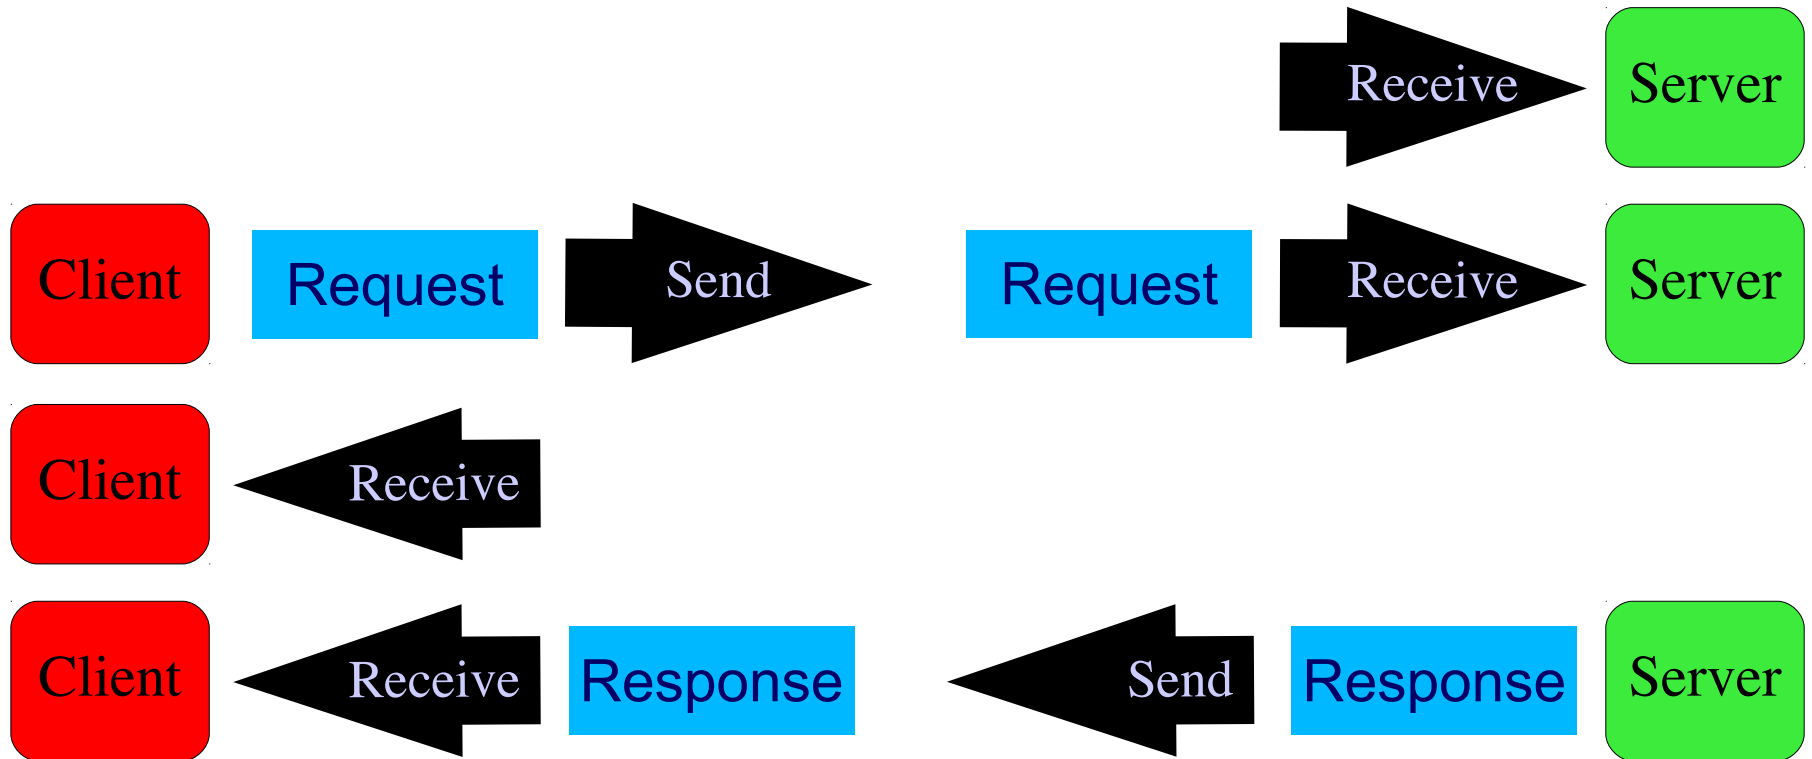 Receive Server
Client Request Send Request Receive Server
Client Receive
Client Receive Response Send Response Server